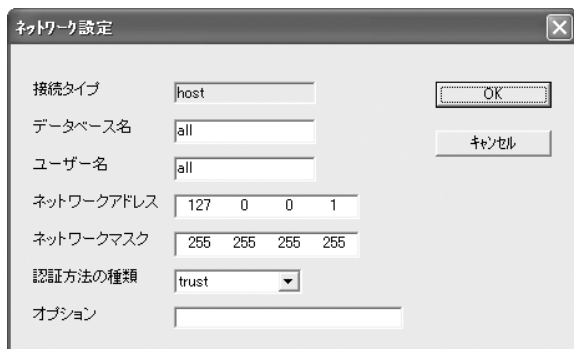 ネットワーク設定
接続タイプ host
OK
データベース名 all
キャンセル
ユーザー名 all
ネットワークアドレス 127 0 0 1
ネットワークマスク 255 255 255 255
認証方法の種類 trust
オプション